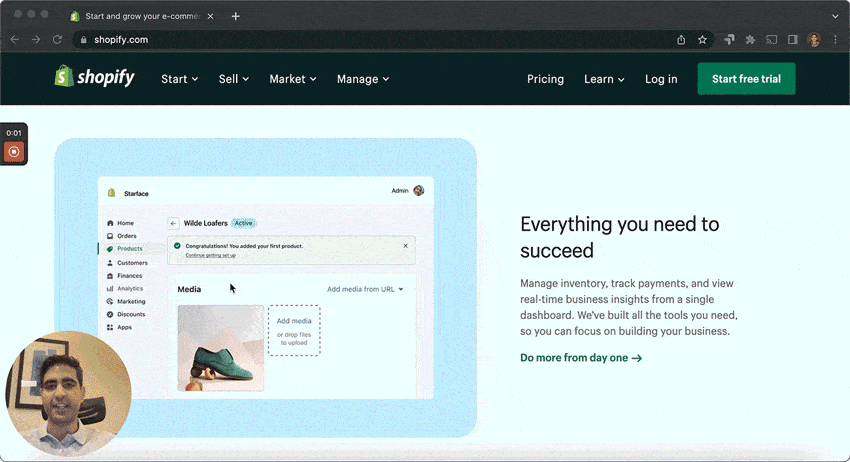 Start and grow your e-comme
shopify.com
shopify
Start
Sell
Market
Manage
Pricing
Learn
Log in
Start free trial
0:01
Starface
Admin
Home
Orders
Products
Customers
Finances
Analytics
Marketing
Discounts
Apps
Wilde Loafers Active
Congratulations! You added your first product.
Continue getting set up
Media
Add media from URL
Add media
or drop files
to upload
Everything you need to
succeed
Manage inventory, track payments, and view
real-time business insights from a single
dashboard. We've built all the tools you need,
so you can focus on building your business.
Do more from day one →